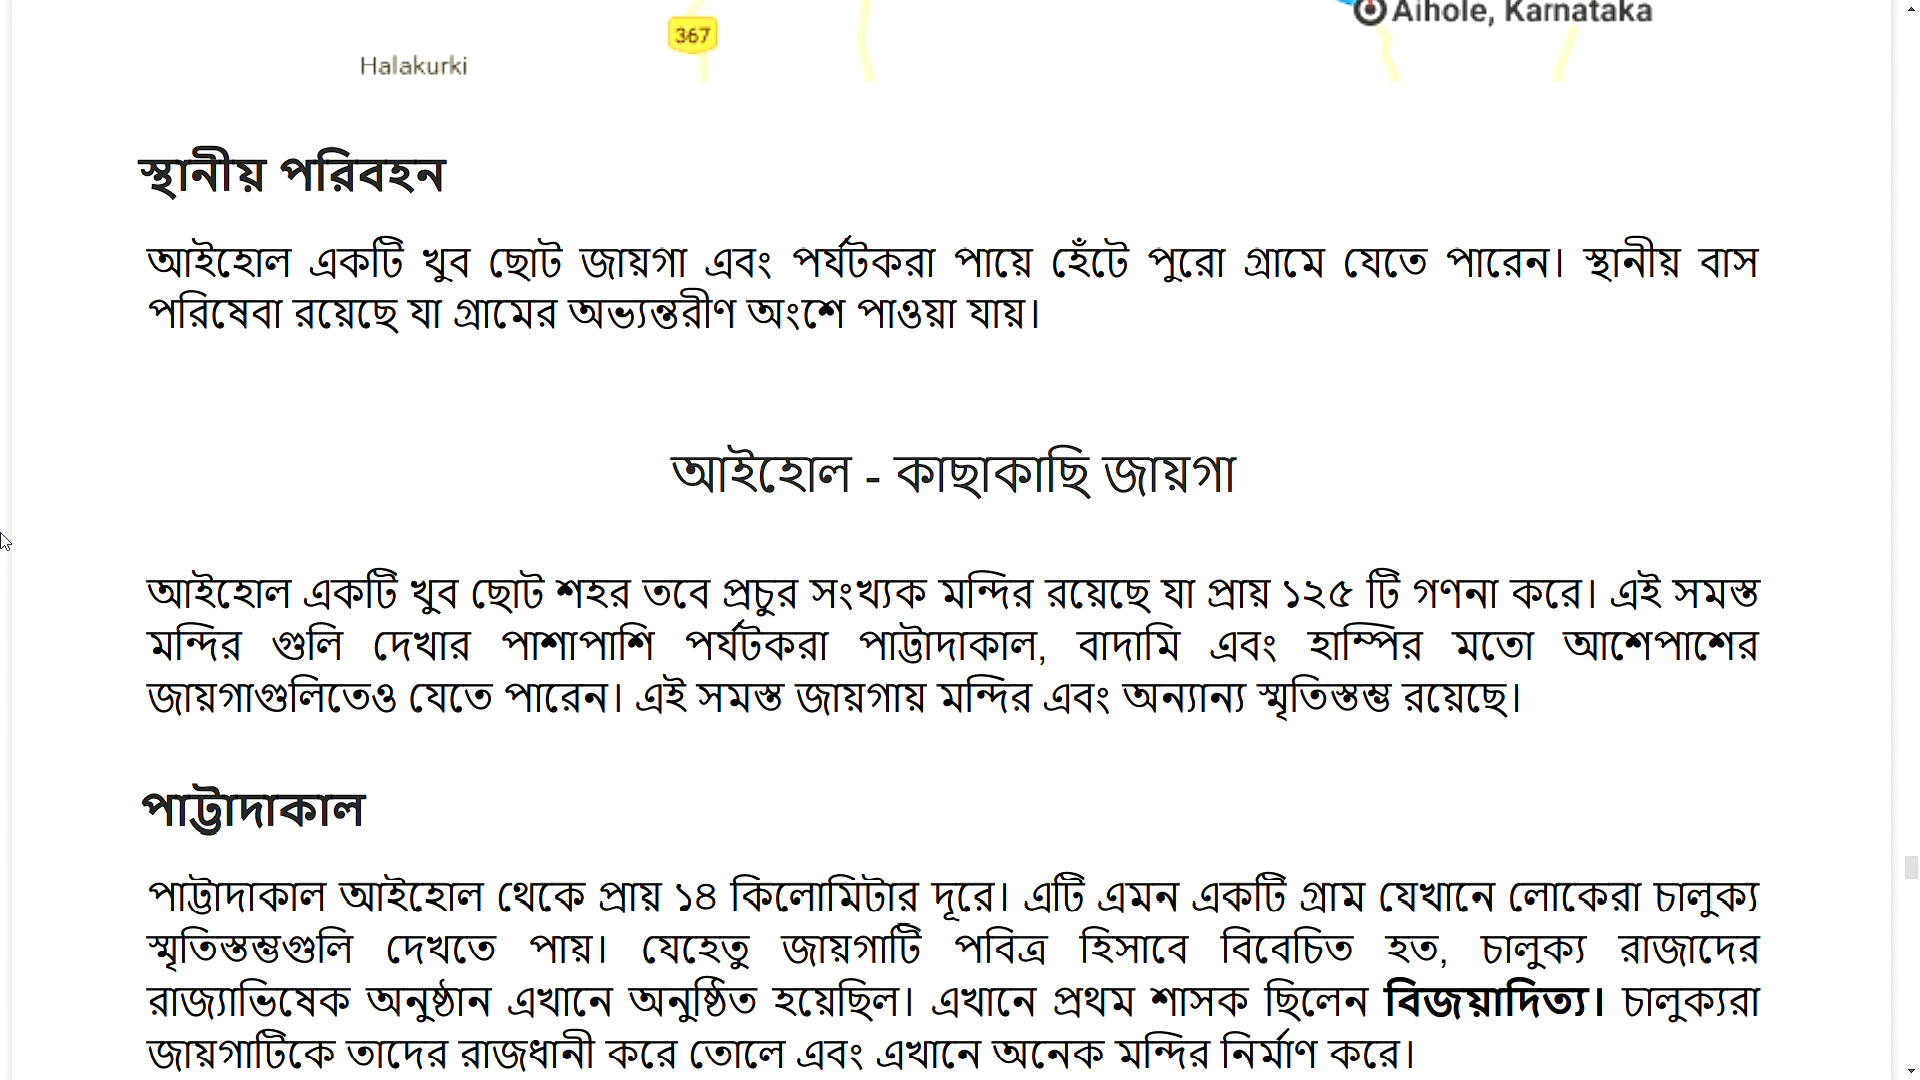 Aihole, Karnataka
367
Halakurki
স্থানীয় পরিবহন
আইহোল একটি খুব ছোট জায়গা এবং পর্যটকরা পায়ে হেঁটে পুরো গ্রামে যেতে পারেন। স্থানীয় বাস
পরিষেবা রয়েছে যা গ্রামের অভ্যন্তরীণ অংশে পাওয়া যায়।
আইহোল - কাছাকাছি জায়গা
আইহোল একটি খুব ছোট শহর তবে প্রচুর সংখ্যক মন্দির রয়েছে যা প্রায় ১২৫ টি গণনা করে। এই সমস্ত
মন্দির গুলি দেখার পাশাপাশি পর্যটকরা পাট্টাদাকাল, বাদামি এবং হাম্পির মতো আশেপাশের
জায়গাগুলিতেও যেতে পারেন। এই সমস্ত জায়গায় মন্দির এবং অন্যান্য স্মৃতিস্তম্ভ রয়েছে।
পাট্টাদাকাল
পাট্টাদাকাল আইহোল থেকে প্রায় ১৪ কিলোমিটার দূরে। এটি এমন একটি গ্রাম যেখানে লোকেরা চালুক্য
স্মৃতিস্তম্ভগুলি দেখতে পায়। যেহেতু জায়গাটি পবিত্র হিসাবে বিবেচিত হত, চালুক্য রাজাদের
রাজ্যাভিষেক অনুষ্ঠান এখানে অনুষ্ঠিত হয়েছিল। এখানে প্রথম শাসক ছিলেন বিজয়াদিত্য। চালুক্যরা
জায়গাটিকে তাদের রাজধানী করে তোলে এবং এখানে অনেক মন্দির নির্মাণ করে।